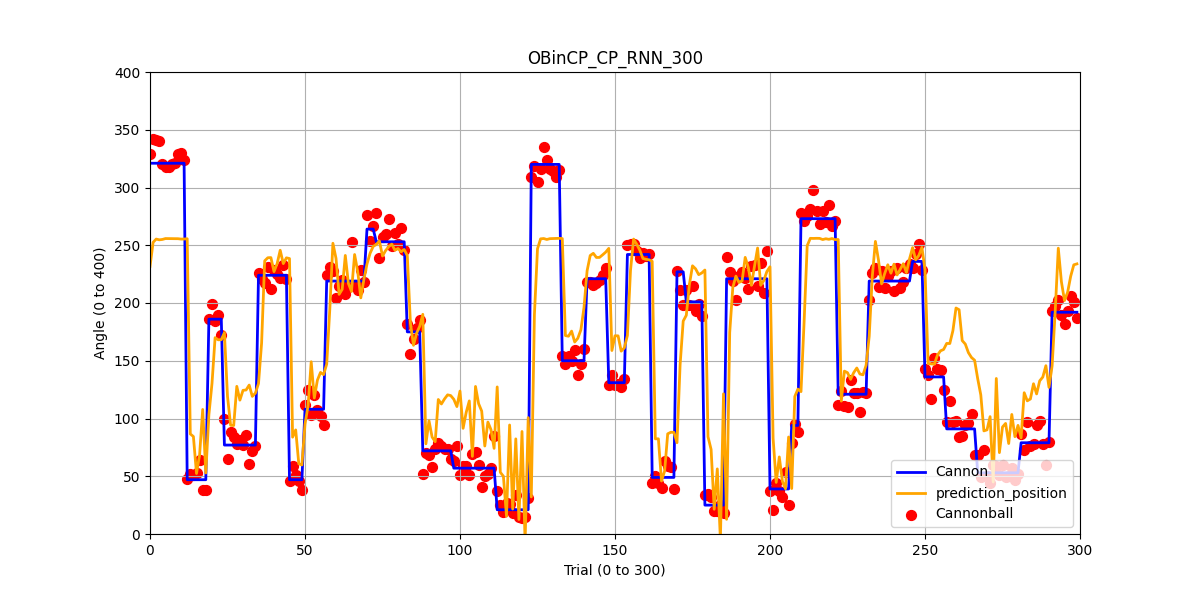 OBinCP_CP_RNN_300
400
350
300
250
200
150
100
50
0
Angle (0 to 400)
0 50 100 150 200 250 300
Trial (0 to 300)
Cannon
prediction_position
Cannonball